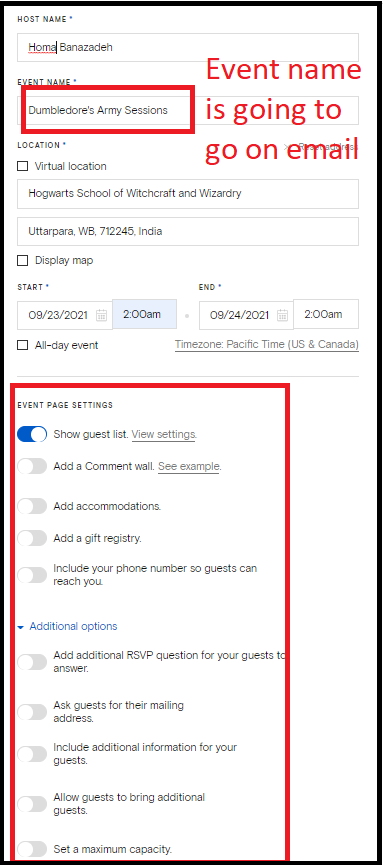 HOST NAME *
Homa Banazadeh
EVENT NAME *
Dumbledore's Army Sessions
Event name
is going to
go on email
LOCATION *
Reset address
Virtual location
Hogwarts School of Witchcraft and Wizardry
Uttarpara, WB, 712245, India
Display map
START * END *
09/23/2021 2:00am 09/24/2021 2:00am
All-day event Timezone: Pacific Time (US & Canada)
EVENT PAGE SETTINGS
Show guest list. View settings.
Add a Comment wall. See example.
Add accommodations.
Add a gift registry.
Include your phone number so guests can
reach you.
Additional options
Add additional RSVP question for your guests to
answer.
Ask guests for their mailing
address.
Include additional information for your
guests.
Allow guests to bring additional
guests.
Set a maximum capacity.